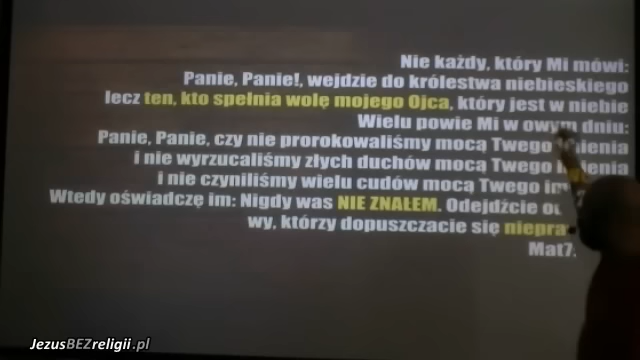 Nie każdy, który Mi mówi:
Panie, Panie!, wejdzie do królestwa niebieskiego
lecz ten, kto spełnia wolę mojego Ojca, który jest w niebie
Wielu powie Mi w owym dniu:
Panie, Panie, czy nie prorokowaliśmy mocą Twego imienia
i nie wyrzucaliśmy złych duchów mocą Twego imienia
i nie czyniliśmy wielu cudów mocą Twego
Wtedy oświadczę im: Nigdy was NIE ZNAŁEM. Odejdźcie
wy, którzy dopuszczacie się
Mat7.
JezusBEZreligii.pl